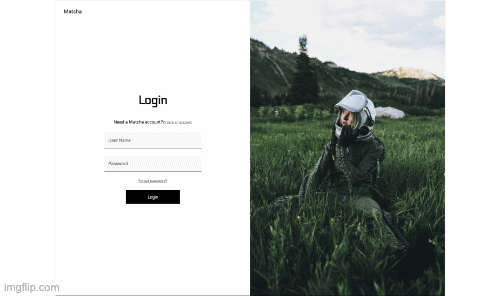 Matcha
Login
Need a Matcha account? Create an account
User Name
Password
Forgot password?
Login
imgflip.com